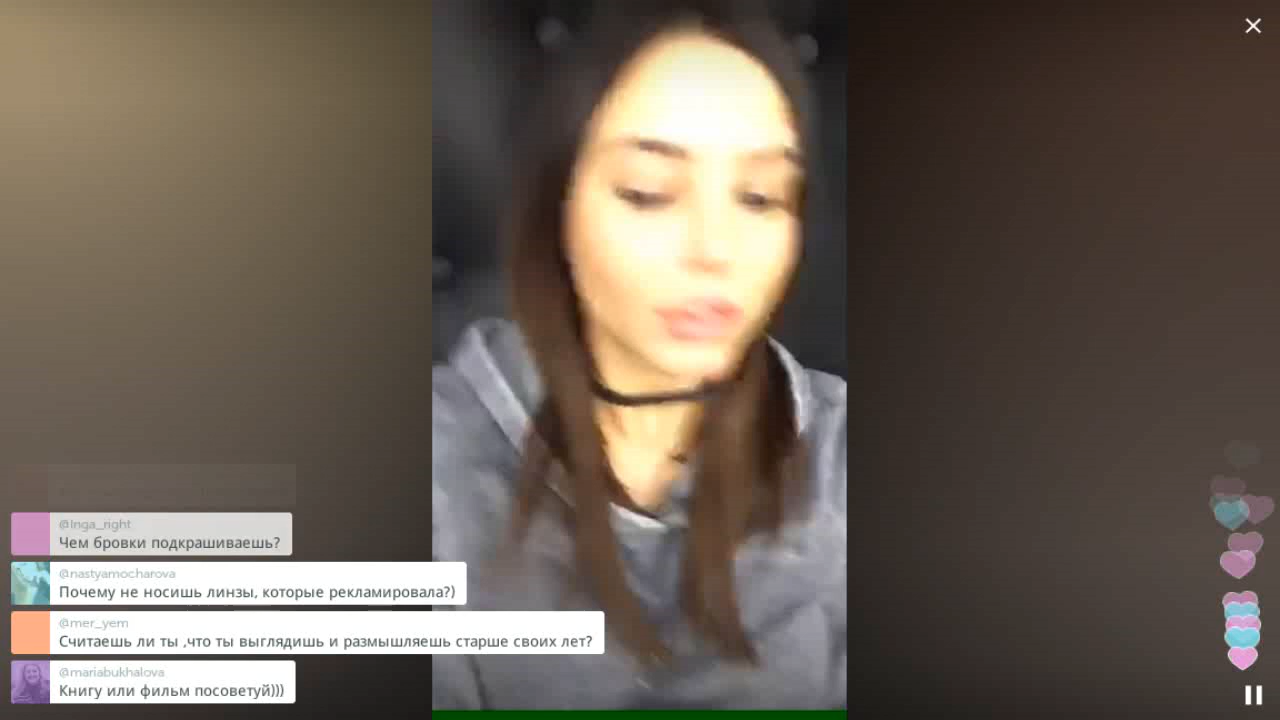 @Inga_right
Чем бровки подкрашиваешь?
@nastyamocharova
Почему не носишь линзы, которые рекламировала?)
@mer_yem
Считаешь ли ты ,что ты выглядишь и размышляешь старше своих лет?
@mariabukhalova
Книгу или фильм посоветуй)))